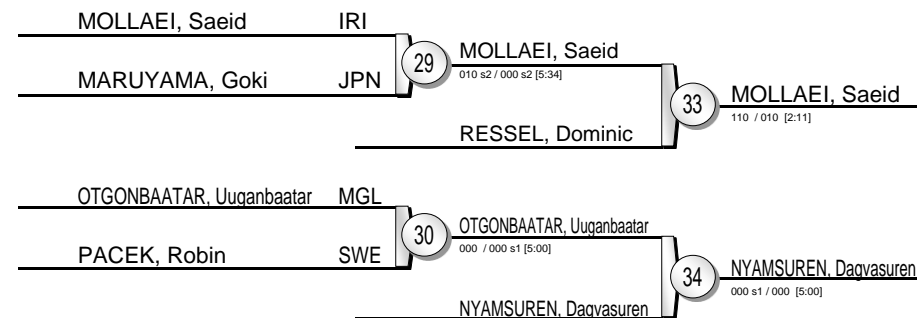 MOLLAEI, Saeid IRI
29
MOLLAEI, Saeid
010 s2 / 000 s2 [5:34]
MARUYAMA, Goki JPN
33
MOLLAEI, Saeid
110 / 010 [2:11]
RESSEL, Dominic
OTGONBAATAR, Uuganbaatar MGL
30
OTGONBAATAR, Uuganbaatar
000 / 000 s1 [5:00]
PACEK, Robin SWE
34
NYAMSUREN, Dagvasuren
000 s1 / 000 [5:00]
NYAMSUREN, Dagvasuren